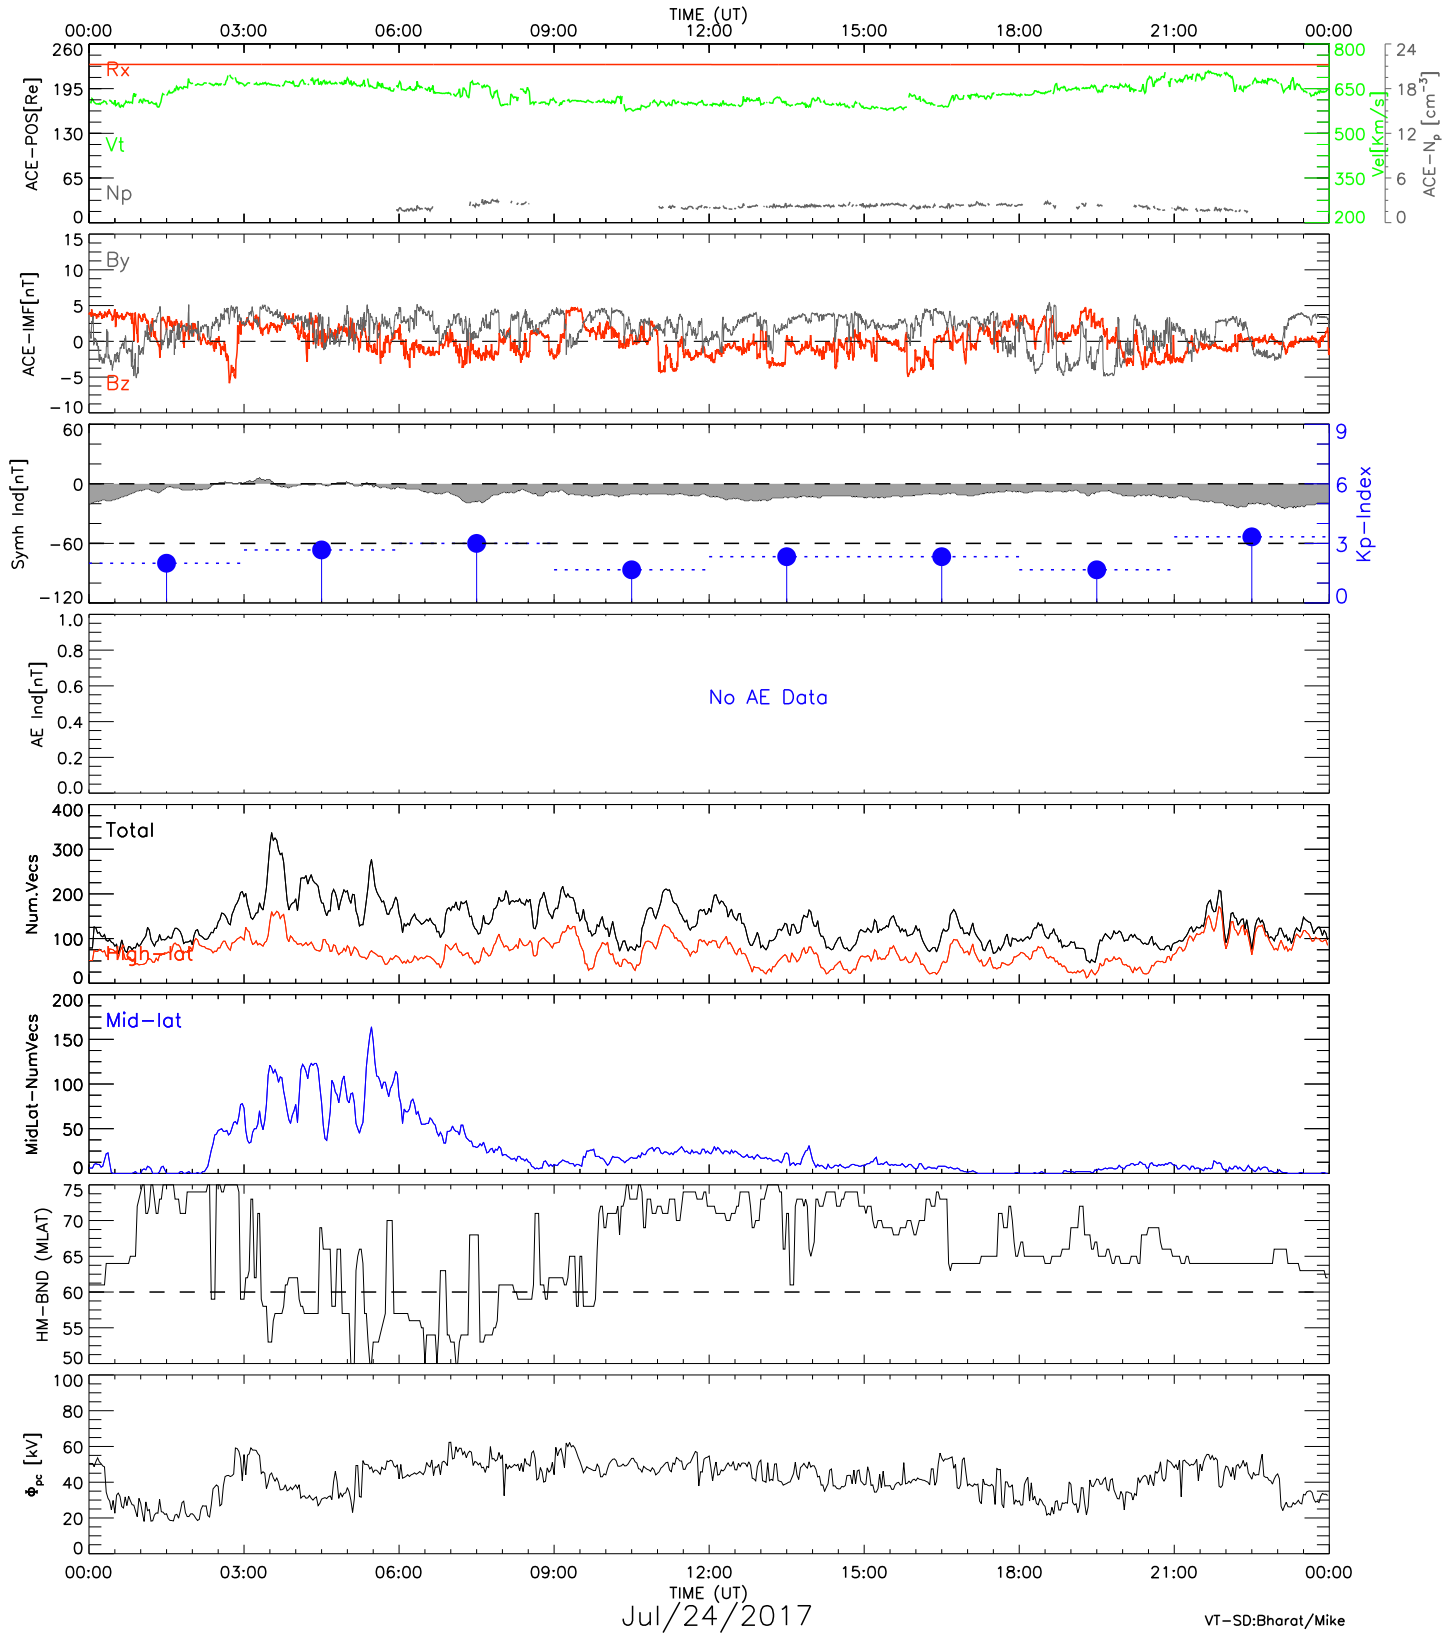 TIME (UT)
00:00 03:00 06:00 09:00 12:00 15:00 18:00 21:00 00:00
260
195
130
65
0
ACE-POS[Re]
Rx
Vt
Np
800
650
500
350
200
Vel[Km/s]
24
18
12
6
0
ACE-Np [cm⁻³]
15
10
5
0
-5
-10
ACE-IMF[nT]
By
Bz
60
0
-60
-120
Symh Ind[nT]
9
6
3
0
Kp-Index
1.0
0.8
0.6
0.4
0.2
0.0
AE Ind[nT]
No AE Data
400
300
200
100
0
Num.Vecs
Total
High-lat
200
150
100
50
0
MidLat-NumVecs
Mid-lat
75
70
65
60
55
50
HM-BND (MLAT)
100
80
60
40
20
0
Φpc [kV]
00:00 03:00 06:00 09:00 12:00 15:00 18:00 21:00 00:00
TIME (UT)
Jul/24/2017
VT-SD:Bharat/Mike